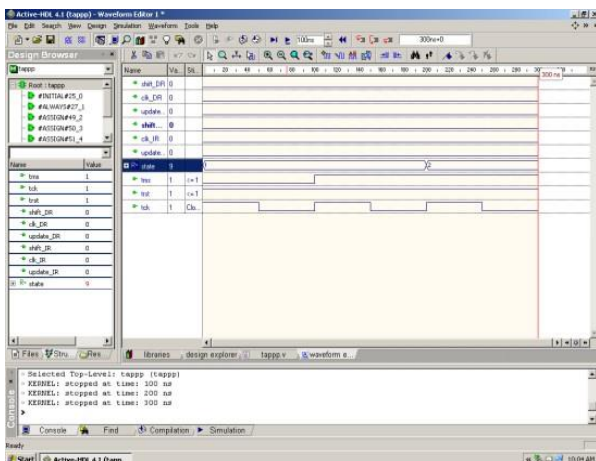 Active-HDL 4.1 (tappp) - Waveform Editor 1 *
File Edit Search View Design Simulation Waveform Tools Help
100ns
300ns+0
Design Browser
tappp
Root : tappp
#INITIAL#25_0
#ALWAYS#27_1
#ASSIGN#49_2
#ASSIGN#50_3
#ASSIGN#51_4
Name Value
tms 1
tck 1
trst 1
shift_DR 0
clk_DR 0
update_DR 0
shift_IR 0
clk_IR 0
update_IR 0
state 9
Files Stru... Res...
Name Va... Sti...
20 40 60 80 100 120 140 160 180 200 220 240 260 280
300 ns
shift_DR 0
clk_DR 0
update... 0
shift... 0
clk_IR 0
update... 0
state 9
tms 1 <=1
trst 1 <=1
tck 1 Clo...
libraries design explorer tappp.v waveform e...
Selected Top-Level: tappp (tappp)
KERNEL: stopped at time: 100 ns
KERNEL: stopped at time: 200 ns
KERNEL: stopped at time: 300 ns
>
Console
Console Find Compilation Simulation
Ready
Start Active-HDL 4.1 (tapp... 10:04 AM